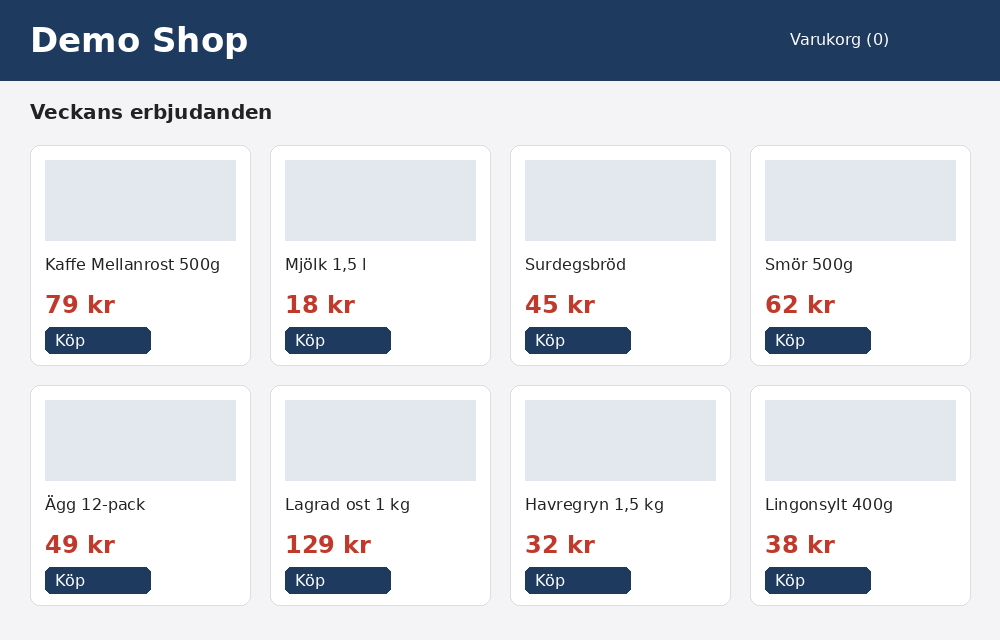 Demo Shop
Varukorg (0)
Veckans erbjudanden
Kaffe Mellanrost 500g
79 kr
Köp
Mjölk 1,5 l
18 kr
Köp
Surdegsbröd
45 kr
Köp
Smör 500g
62 kr
Köp
Ägg 12-pack
49 kr
Köp
Lagrad ost 1 kg
129 kr
Köp
Havregryn 1,5 kg
32 kr
Köp
Lingonsylt 400g
38 kr
Köp